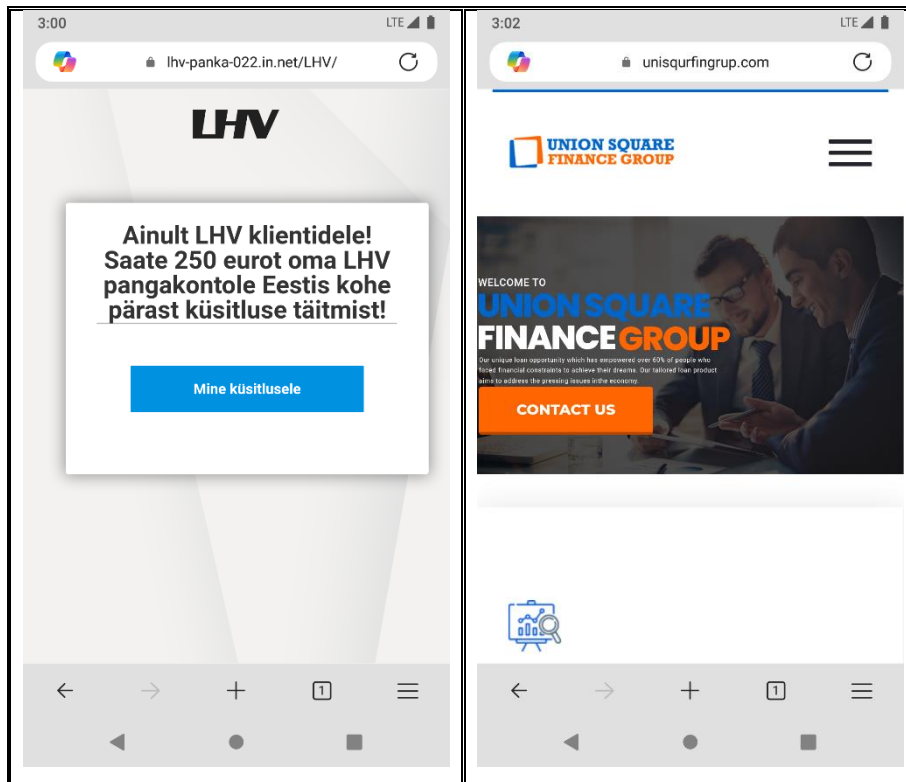 3:00
LTE
lhv-panka-022.in.net/LHV/
LHV
Ainult LHV klientidele!
Saate 250 eurot oma LHV
pangakontole Eestis kohe
pärast küsitluse täitmist!
Mine küsitlusele
1
3:02
LTE
unisqurfingrup.com
UNION SQUARE
FINANCE GROUP
WELCOME TO
UNION SQUARE
FINANCE GROUP
Our unique loan opportunity which has empowered over 60% of people who
faced financial constraints to achieve their dreams. Our tailored loan product
aims to address the pressing issues inthe economy.
CONTACT US
1